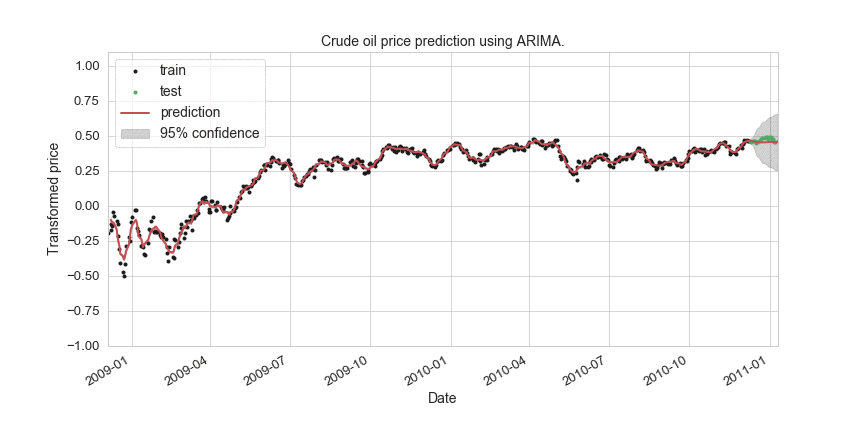 Crude oil price prediction using ARIMA.
1.00
0.75
0.50
0.25
0.00
−0.25
−0.50
−0.75
−1.00
Transformed price
train
test
prediction
95% confidence
2009-01
2009-04
2009-07
2009-10
2010-01
2010-04
2010-07
2010-10
2011-01
Date